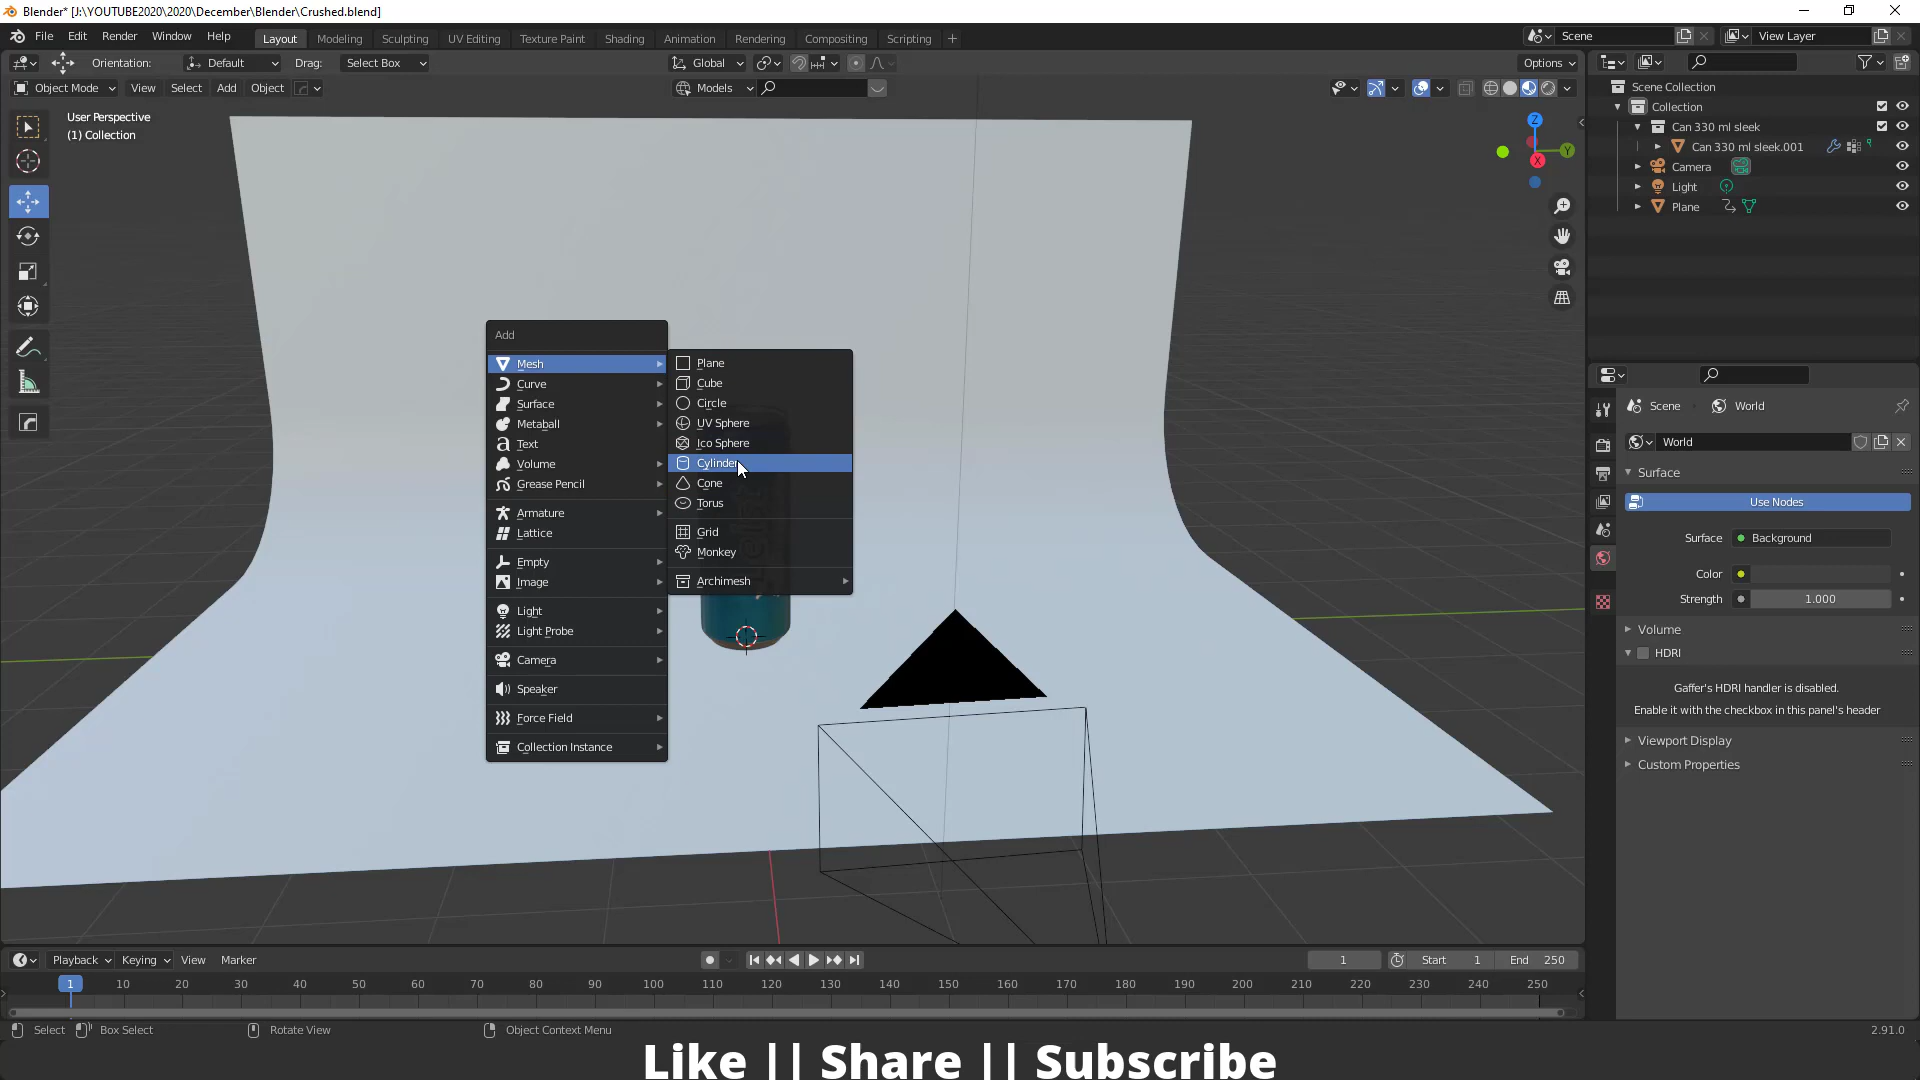 Blender* [J:\YOUTUBE2020\2020\December\Blender\Crushed.blend]
File Edit Render Window Help Layout Modeling Sculpting UV Editing Texture Paint Shading Animation Rendering Compositing Scripting + Scene View Layer
Orientation: Default Drag: Select Box Global Options
Object Mode View Select Add Object Models
User Perspective
(1) Collection
Z
Y
X
Scene Collection
Collection
Can 330 ml sleek
Can 330 ml sleek.001
Camera
Light
Plane
Add
Mesh
Curve
Surface
Metaball
Text
Volume
Grease Pencil
Armature
Lattice
Empty
Image
Light
Light Probe
Camera
Speaker
Force Field
Collection Instance
Plane
Cube
Circle
UV Sphere
Ico Sphere
Cylinder
Cone
Torus
Grid
Monkey
Archimesh
Scene World
World
Surface
Use Nodes
Surface Background
Color
Strength 1.000
Volume
HDRI
Gaffer's HDRI handler is disabled.
Enable it with the checkbox in this panel's header
Viewport Display
Custom Properties
Playback Keying View Marker 1 Start 1 End 250
1 10 20 30 40 50 60 70 80 90 100 110 120 130 140 150 160 170 180 190 200 210 220 230 240 250
Select Box Select Rotate View Object Context Menu 2.91.0
Like || Share || Subscribe